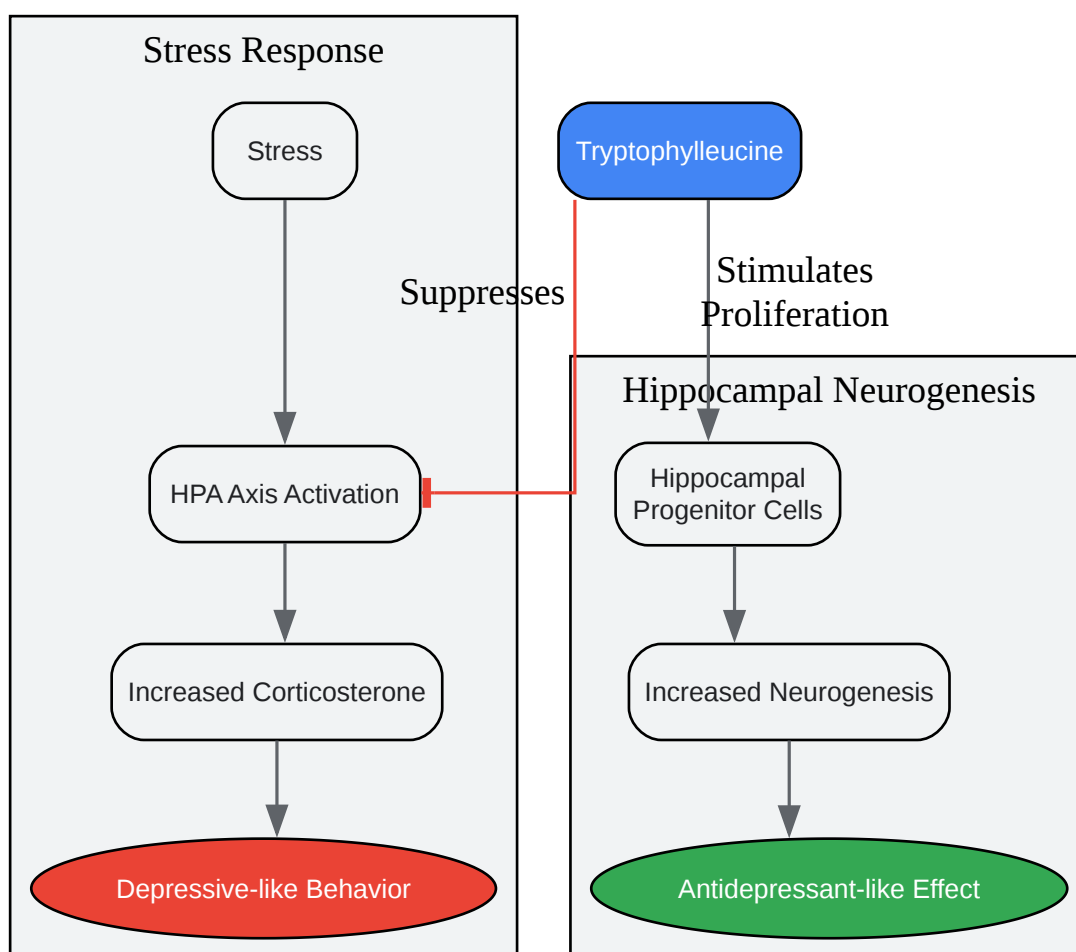 Stress Response
Stress
Tryptophylleucine
Suppresses
Stimulates
Proliferation
Hippocampal Neurogenesis
HPA Axis Activation
Hippocampal
Progenitor Cells
Increased Corticosterone
Increased Neurogenesis
Depressive-like Behavior
Antidepressant-like Effect